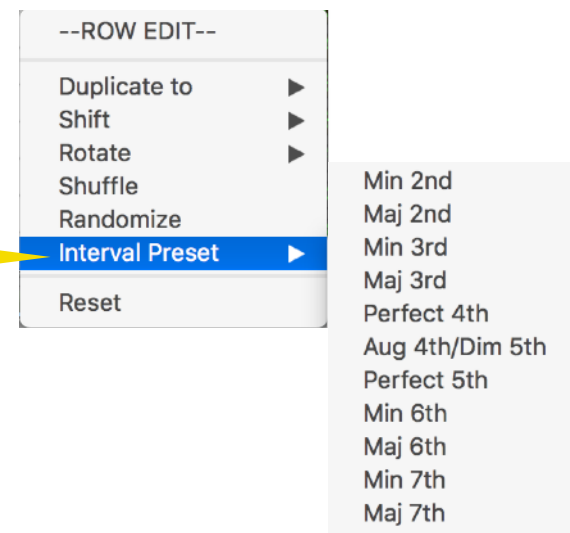 --ROW EDIT--
Duplicate to
Shift
Rotate
Shuffle
Randomize
Interval Preset
Reset
Min 2nd
Maj 2nd
Min 3rd
Maj 3rd
Perfect 4th
Aug 4th/Dim 5th
Perfect 5th
Min 6th
Maj 6th
Min 7th
Maj 7th